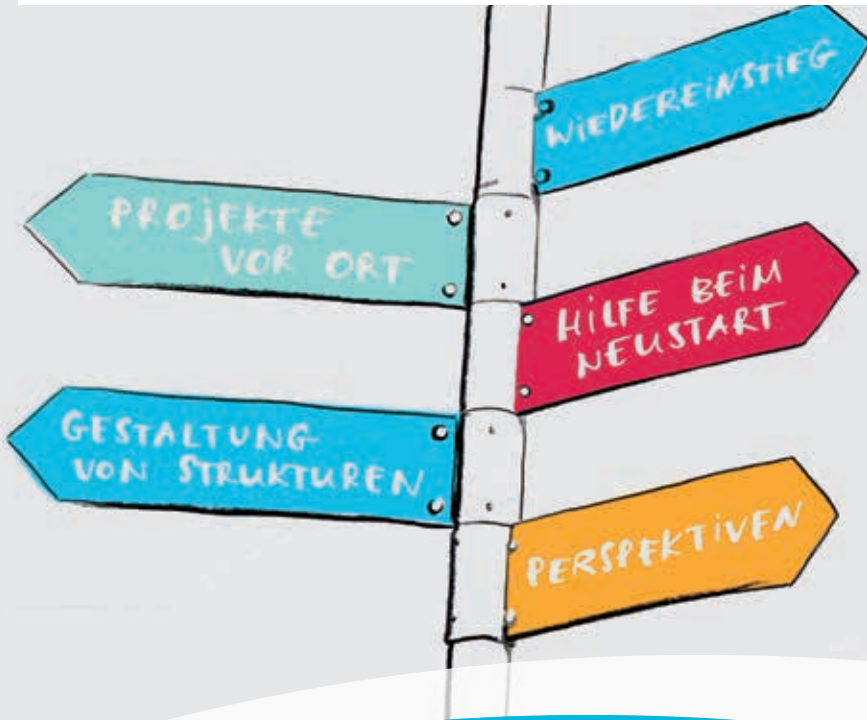 WiEDEREiNSTiEG
PROjEKTE
VOR ORT
HiLFE BEiM
NEUSTART
GESTALTUNG
VON STRUKTUREN
PERSPEKTiVEN